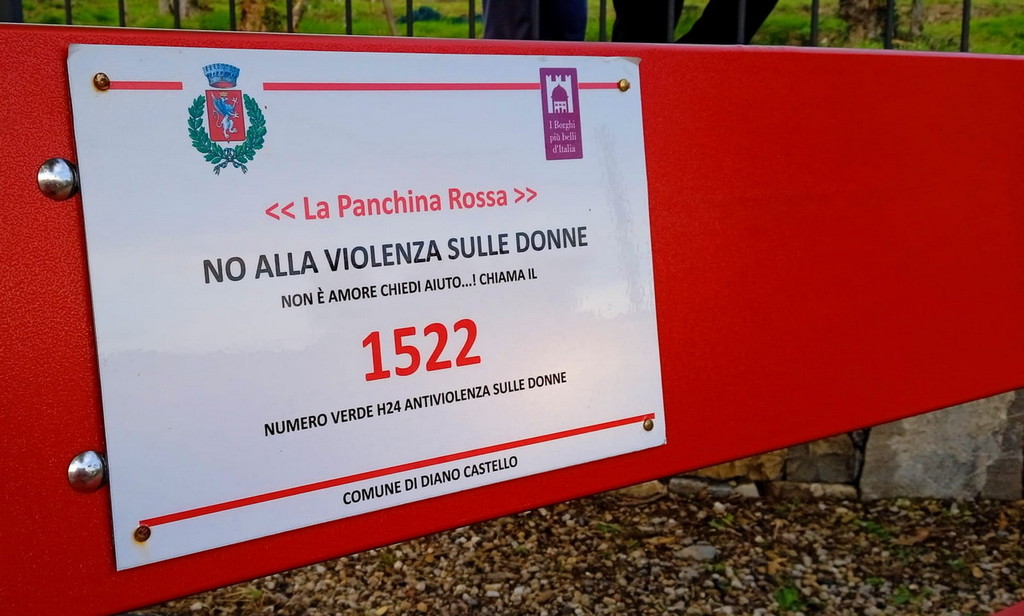 I Borghi
più belli
d'Italia
<< La Panchina Rossa >>
NO ALLA VIOLENZA SULLE DONNE
NON È AMORE CHIEDI AIUTO...! CHIAMA IL
1522
NUMERO VERDE H24 ANTIVIOLENZA SULLE DONNE
COMUNE DI DIANO CASTELLO